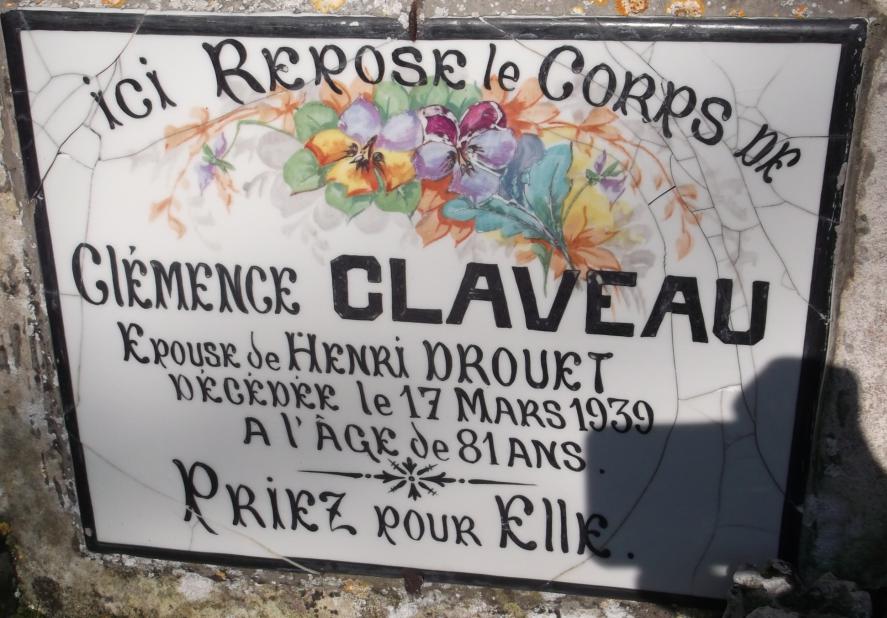 ici REPOSE le CORPS DE
ClÉMENCE CLAVEAU
EPOUSE de HENRi DROUET
DÉCÉDÉE le 17 MARS 1939
A l'ÂGE de 81 ANS.
PRIEZ POUR EllE.